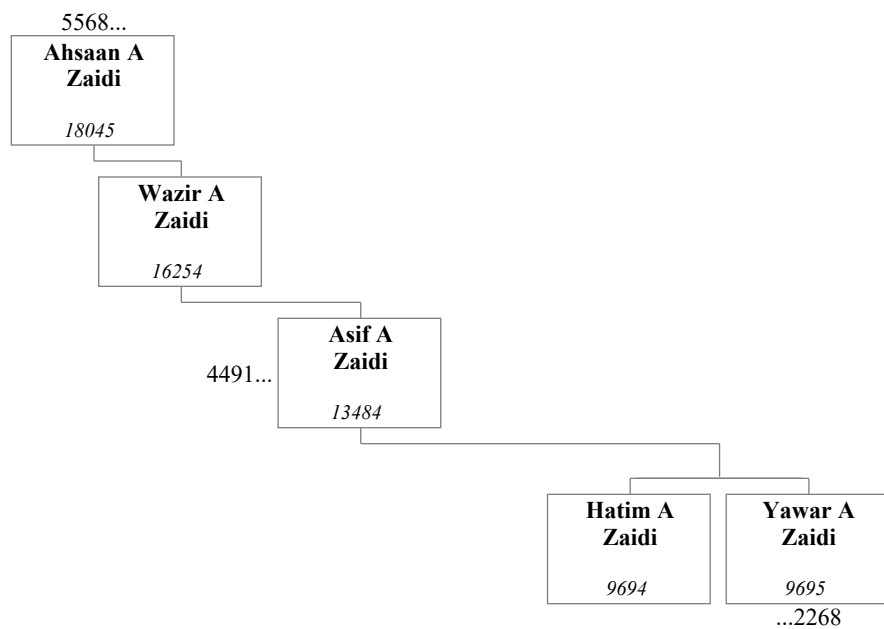 5568...
Ahsaan A
Zaidi
18045
Wazir A
Zaidi
16254
Asif A
Zaidi
4491...
13484
Hatim A
Zaidi
9694
Yawar A
Zaidi
9695
...2268